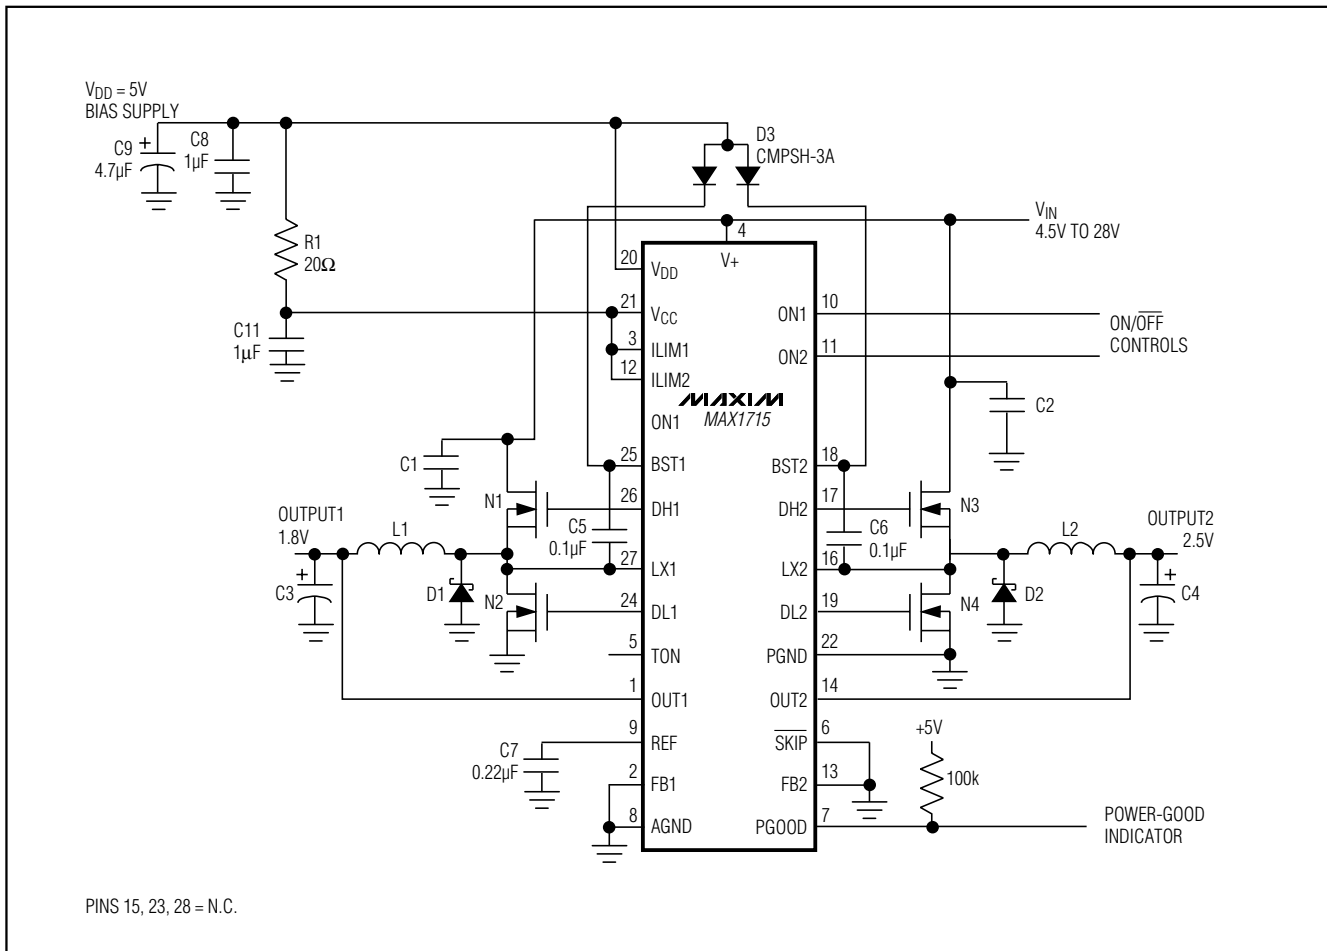 V_DD = 5V
BIAS SUPPLY
C9
+
4.7µF
C8
1µF
D3
CMPSH-3A
V_IN
4.5V TO 28V
R1
20Ω
C11
1µF
4
V+
20
V_DD
21
V_CC
3
ILIM1
12
ILIM2
10
ON1
11
ON2
ON/O̅F̅F̅
CONTROLS
MAXIM
MAX1715
ON1
C1
C2
25
BST1
18
BST2
26
DH1
17
DH2
N1
N3
C5
0.1µF
C6
0.1µF
OUTPUT1
1.8V
L1
L2
OUTPUT2
2.5V
27
LX1
16
LX2
+
C3
D1
N2
24
DL1
19
DL2
N4
D2
+
C4
5
TON
22
PGND
1
OUT1
14
OUT2
9
REF
6
S̅K̅I̅P̅
+5V
C7
0.22µF
2
FB1
13
FB2
100k
8
AGND
7
PGOOD
POWER-GOOD
INDICATOR
PINS 15, 23, 28 = N.C.